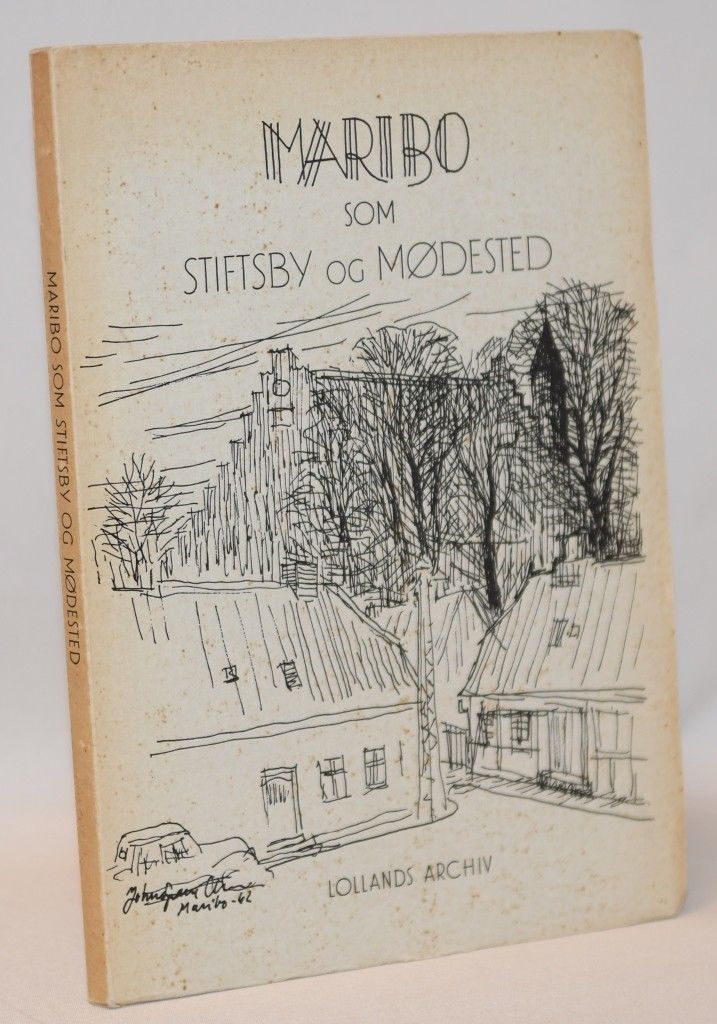 MARIBO
SOM
STIFTSBY OG MØDESTED
MARIBO SOM STIFTSBY OG MØDESTED
LOLLANDS ARCHIV
Maribo-62